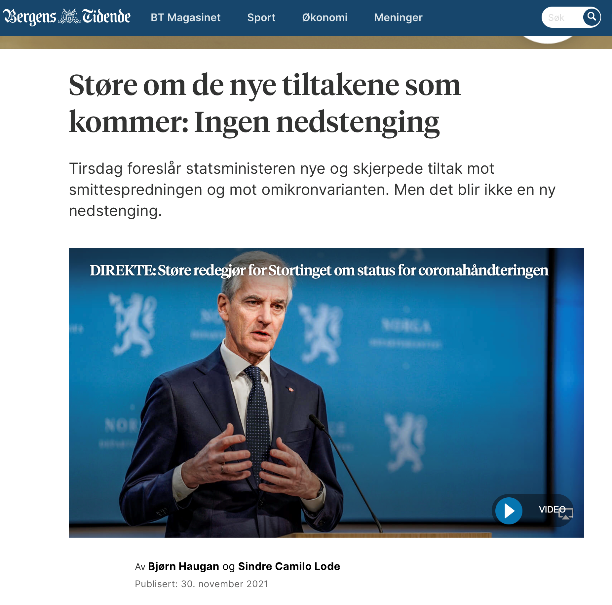 Bergens Tidende
BT Magasinet Sport Økonomi Meninger Søk
Støre om de nye tiltakene som
kommer: Ingen nedstenging
Tirsdag foreslår statsministeren nye og skjerpede tiltak mot
smittespredningen og mot omikronvarianten. Men det blir ikke en ny
nedstenging.
DIREKTE: Støre redegjør for Stortinget om status for coronahåndteringen
NORGA
VIDEO
Av Bjørn Haugan og Sindre Camilo Lode
Publisert: 30. november 2021